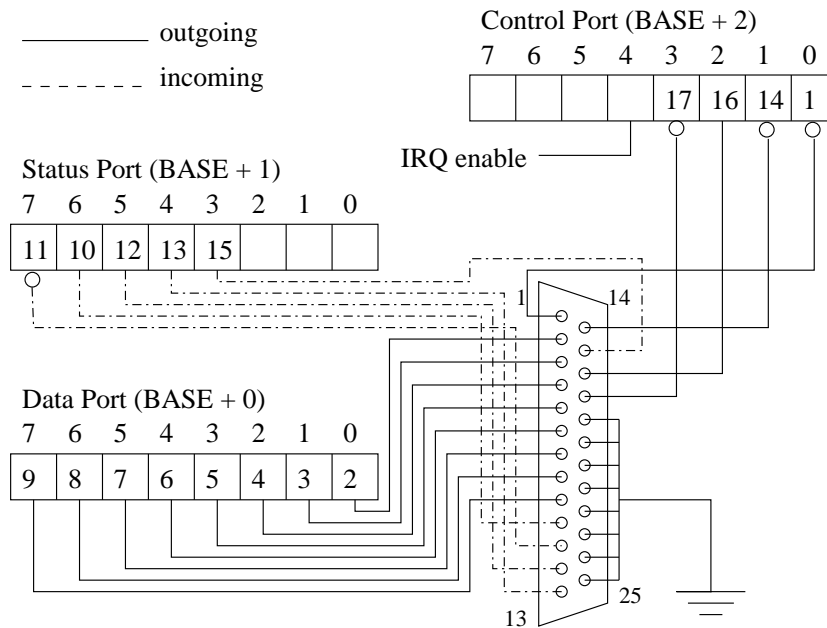 outgoing
incoming
Control Port (BASE + 2)
7 6 5 4 3 2 1 0
17 16 14 1
IRQ enable
Status Port (BASE + 1)
7 6 5 4 3 2 1 0
11 10 12 13 15
1 14
Data Port (BASE + 0)
7 6 5 4 3 2 1 0
9 8 7 6 5 4 3 2
13 25